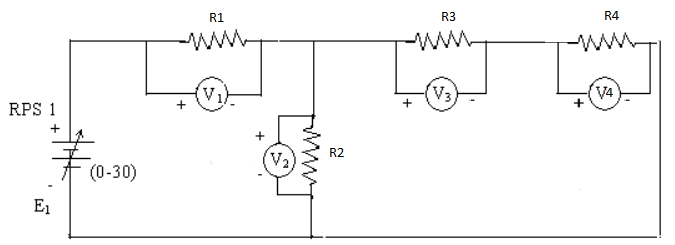 R1
R3
R4
+ V1 -
+ V3 -
+ V4 -
RPS 1
+
+
V2
-
R2
(0-30)
-
E1